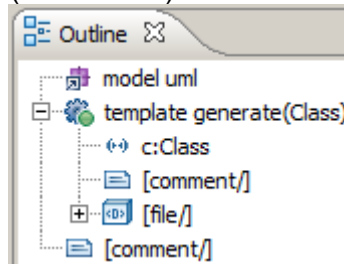 Outline
model uml
template generate(Class)
c:Class
[comment/]
[file/]
[comment/]